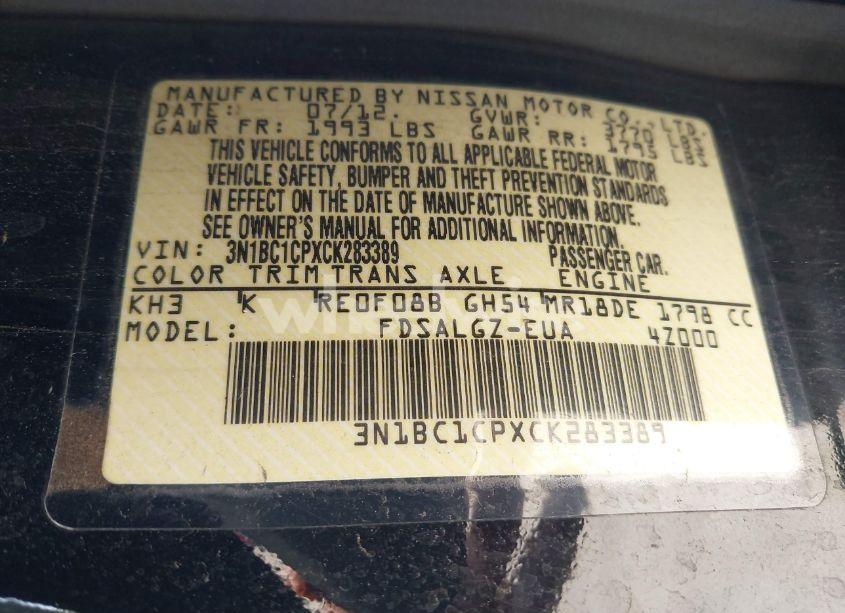 MANUFACTURED BY NISSAN MOTOR CO., LTD.
DATE: 07/12. GVWR: 3770 LBS
GAWR FR: 1993 LBS GAWR RR: 1795 LBS
THIS VEHICLE CONFORMS TO ALL APPLICABLE FEDERAL MOTOR
VEHICLE SAFETY, BUMPER AND THEFT PREVENTION STANDARDS
IN EFFECT ON THE DATE OF MANUFACTURE SHOWN ABOVE.
SEE OWNER'S MANUAL FOR ADDITIONAL INFORMATION.
VIN: 3N1BC1CPXCK283389 PASSENGER CAR.
COLOR TRIM TRANS AXLE ENGINE
KH3 K RE0F08B GH54 MR18DE 1798 CC
MODEL: FDSALGZ-EUA 4Z000
3N1BC1CPXCK283389